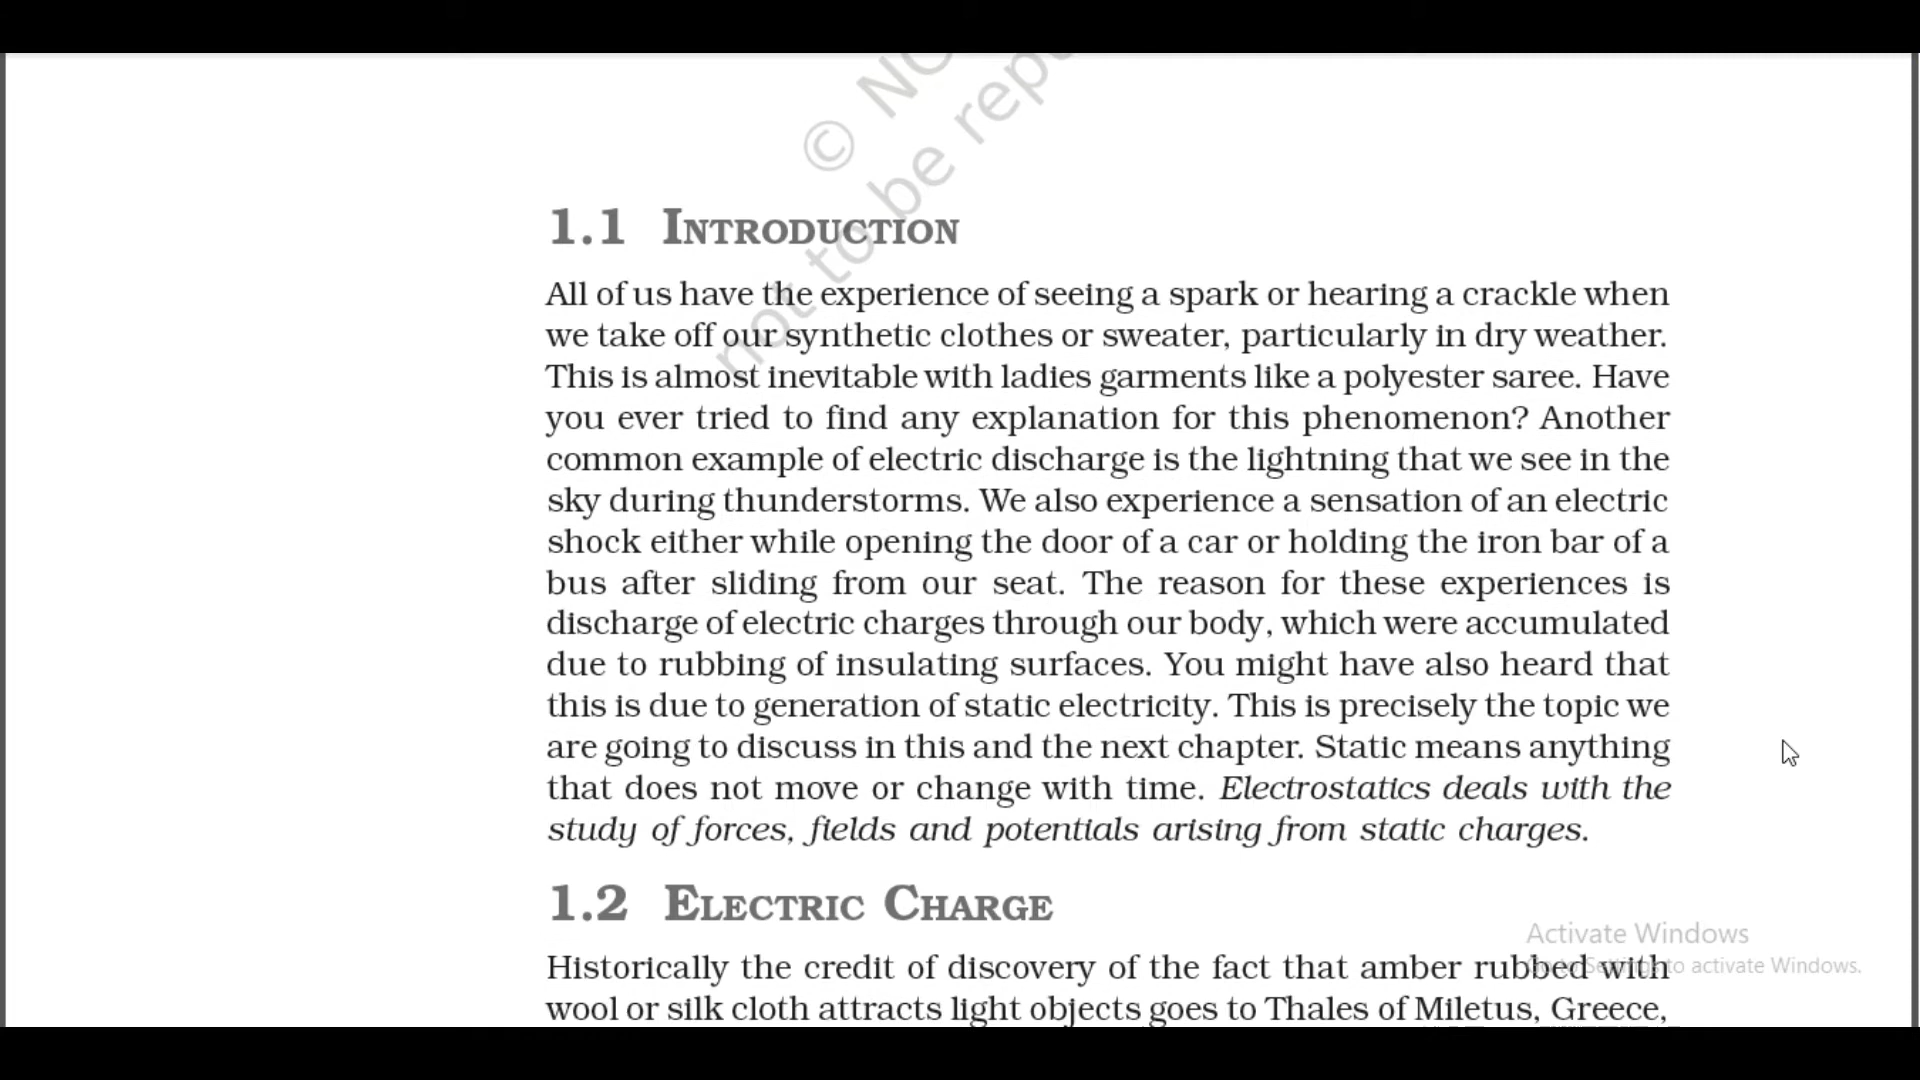 © NC
not to be repu
1.1 INTRODUCTION
All of us have the experience of seeing a spark or hearing a crackle when
we take off our synthetic clothes or sweater, particularly in dry weather.
This is almost inevitable with ladies garments like a polyester saree. Have
you ever tried to find any explanation for this phenomenon? Another
common example of electric discharge is the lightning that we see in the
sky during thunderstorms. We also experience a sensation of an electric
shock either while opening the door of a car or holding the iron bar of a
bus after sliding from our seat. The reason for these experiences is
discharge of electric charges through our body, which were accumulated
due to rubbing of insulating surfaces. You might have also heard that
this is due to generation of static electricity. This is precisely the topic we
are going to discuss in this and the next chapter. Static means anything
that does not move or change with time. Electrostatics deals with the
study of forces, fields and potentials arising from static charges.
1.2 ELECTRIC CHARGE
Historically the credit of discovery of the fact that amber rubbed with
wool or silk cloth attracts light objects goes to Thales of Miletus, Greece,
Activate Windows
Go to Settings to activate Windows.